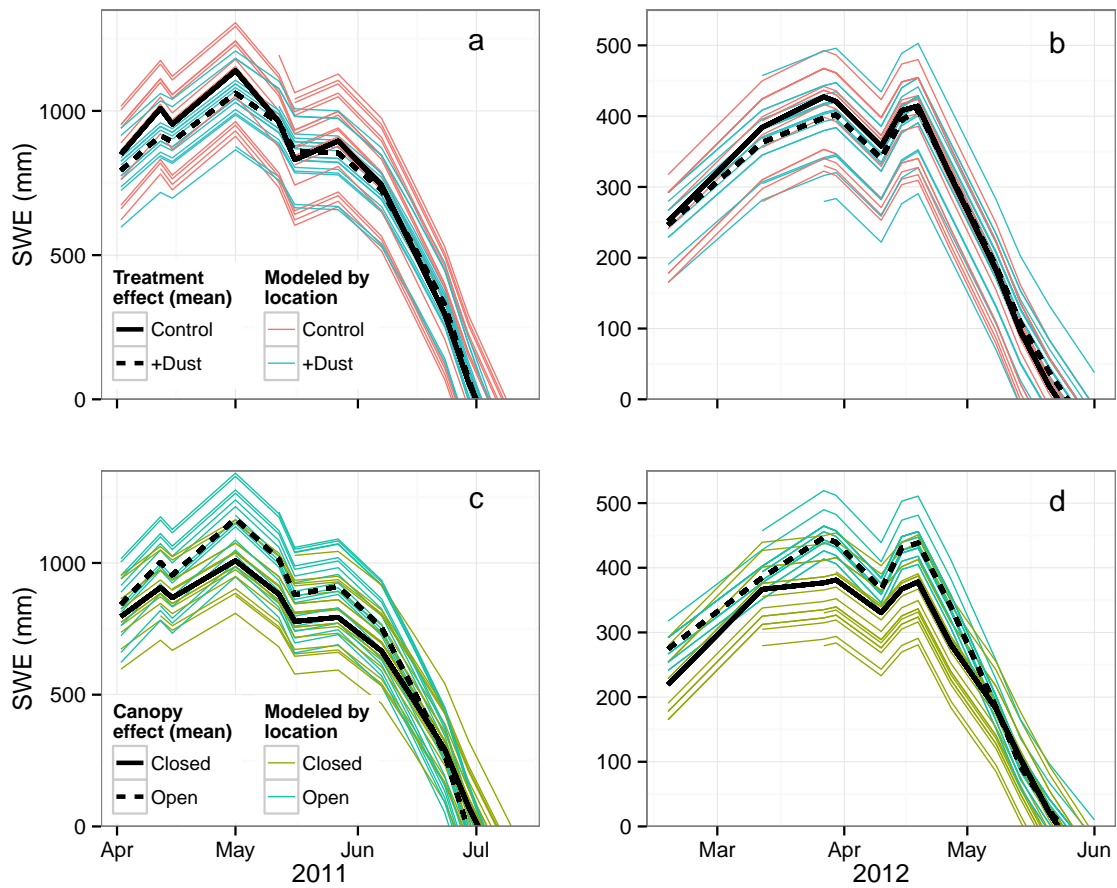 a
b
SWE (mm)
1000
500
0
500
400
300
200
100
0
Treatment effect (mean)
Control
+Dust
Modeled by location
Control
+Dust
Apr
May
Jun
Jul
Mar
Apr
May
Jun
c
d
SWE (mm)
1000
500
0
500
400
300
200
100
0
Canopy effect (mean)
Closed
Open
Modeled by location
Closed
Open
2011
2012